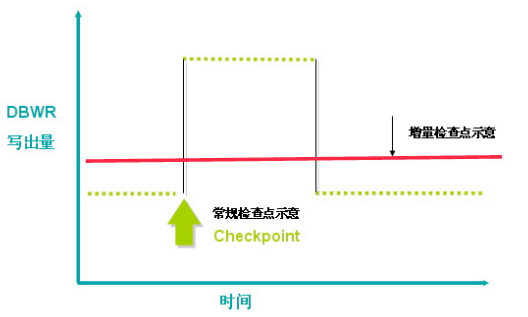 DBWR
写出量
增量检查点示意
常规检查点示意
Checkpoint
时间